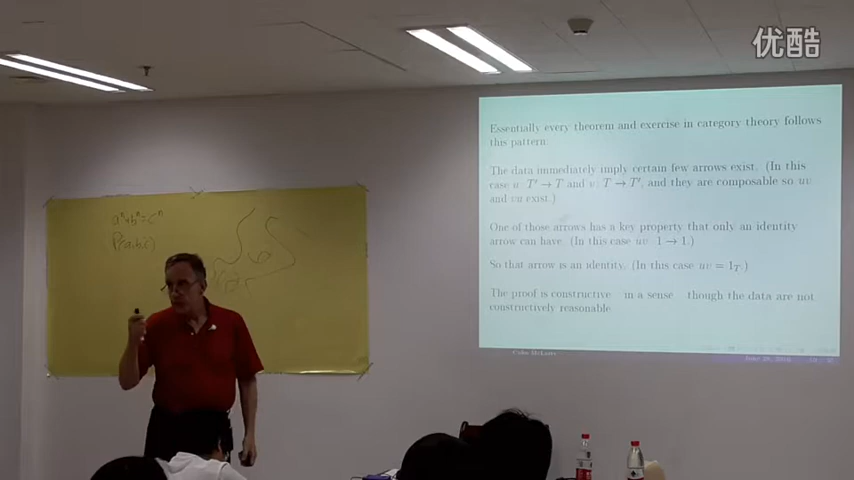 优酷
Essentially every theorem and exercise in category theory follows
this pattern:
The data immediately imply certain few arrows exist. (In this
case u: T' → T and v: T → T', and they are composable so uv
and vu exist.)
One of those arrows has a key property that only an identity
arrow can have. (In this case uv 1 → 1.)
So that arrow is an identity. (In this case uv = 1_T.)
The proof is constructive in a sense though the data are not
constructively reasonable
aⁿ+bⁿ=cⁿ